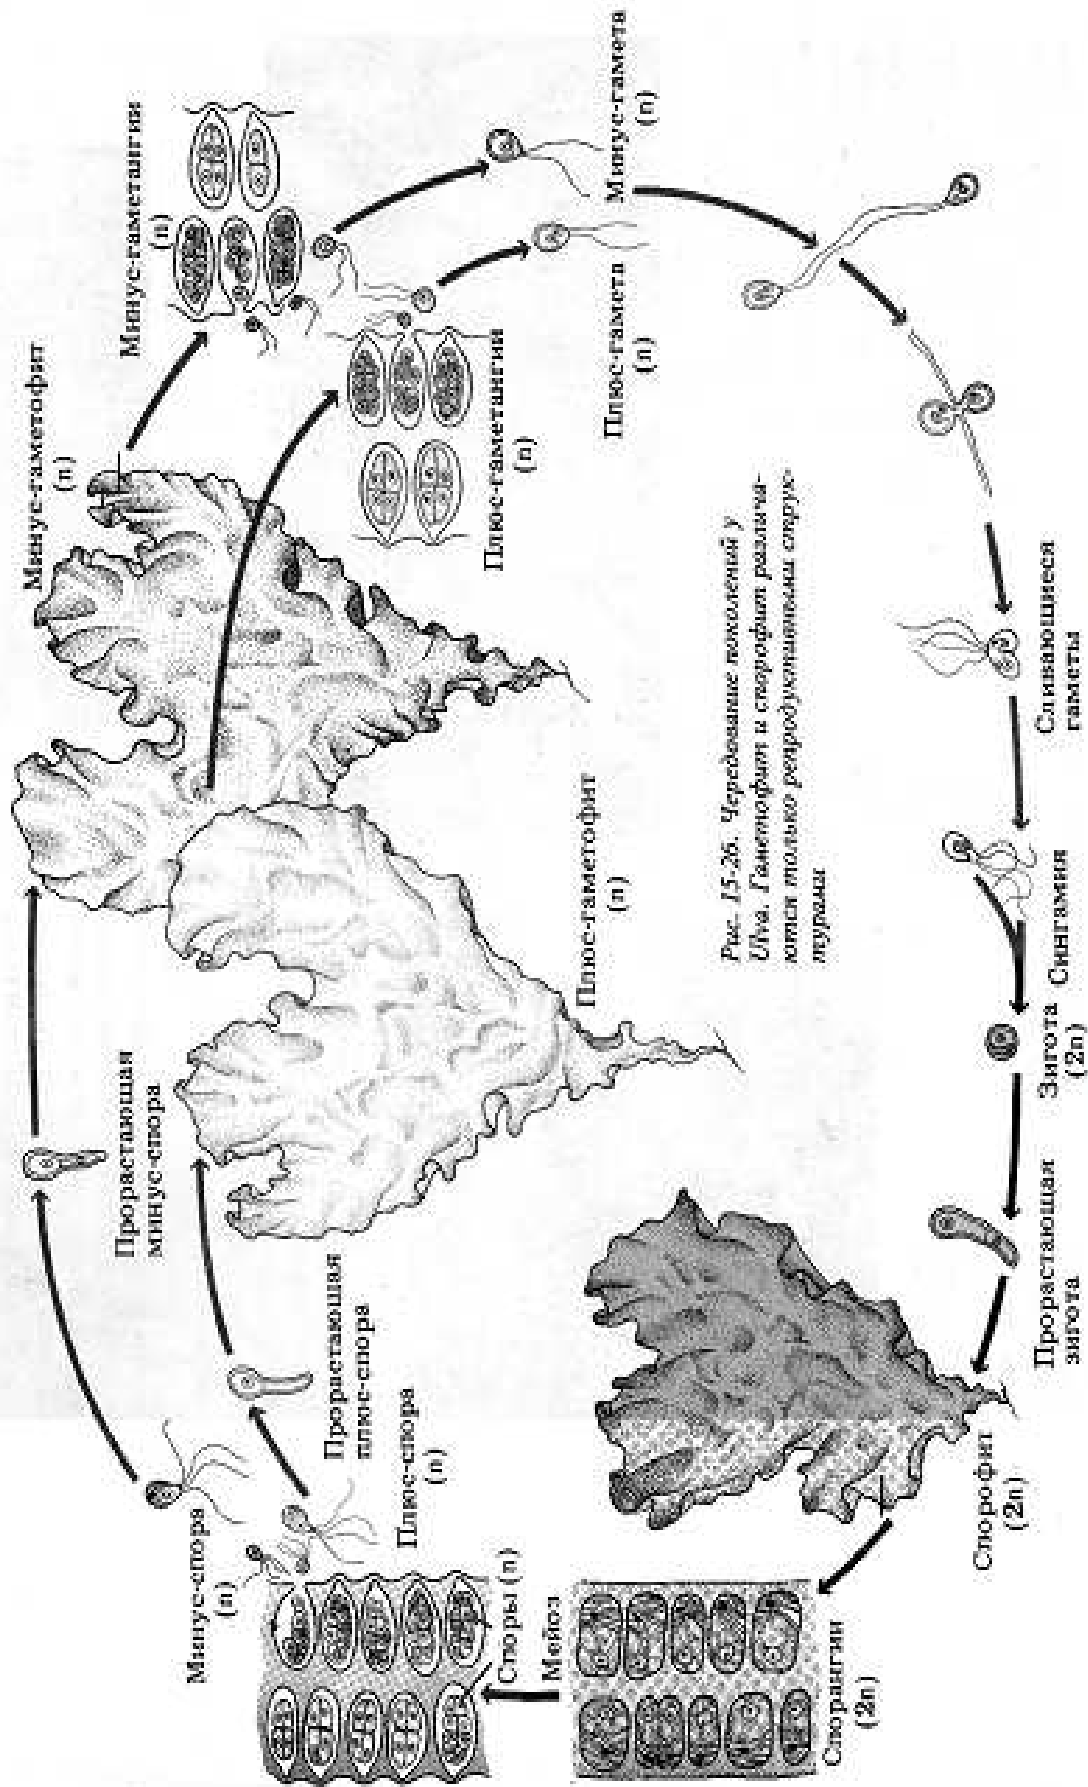 Минус-спора
(n)
Прорастающая
минус-спора
Минус-гаметофит
(n)
Минус-гаметангии
(n)
Прорастающая
плюс-спора
Плюс-спора
(n)
Споры (n)
Мейоз
Спорангии
(2n)
Плюс-гаметофит
(n)
Плюс-гаметангии
(n)
Плюс-гамета
(n)
Минус-гамета
(n)
Рис. 15-26. Чередование поколений у
Ulva. Гаметофит и спорофит различа-
ются только репродуктивными струк-
турами
Спорофит
(2n)
Прорастающая
зигота
Зигота
(2n)
Сингамия
Сливающиеся
гаметы